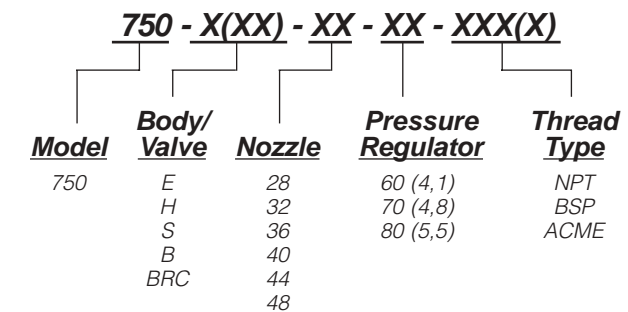 750 - X(XX) - XX - XX - XXX(X)
Body/ Pressure Thread
Model Valve Nozzle Regulator Type
750 E 28 60 (4,1) NPT
H 32 70 (4,8) BSP
S 36 80 (5,5) ACME
B 40
BRC 44
48